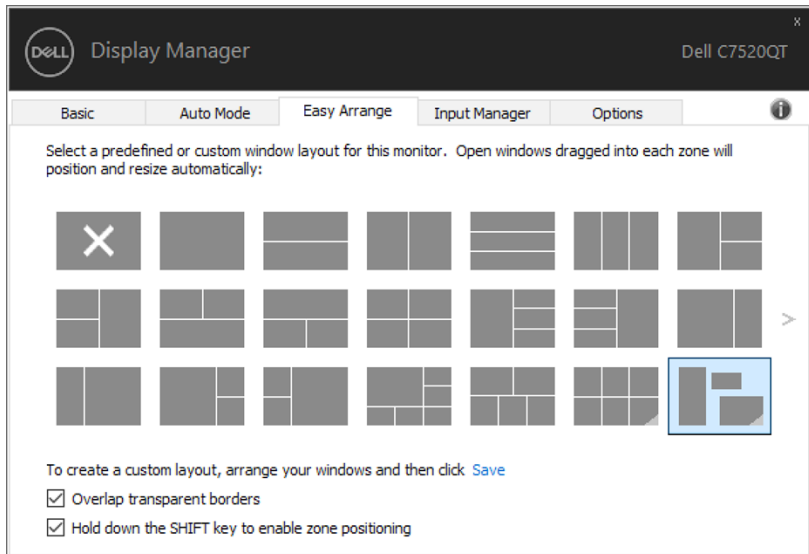 x
DELL Display Manager Dell C7520QT
Basic Auto Mode Easy Arrange Input Manager Options
Select a predefined or custom window layout for this monitor. Open windows dragged into each zone will
position and resize automatically:
To create a custom layout, arrange your windows and then click Save
Overlap transparent borders
Hold down the SHIFT key to enable zone positioning